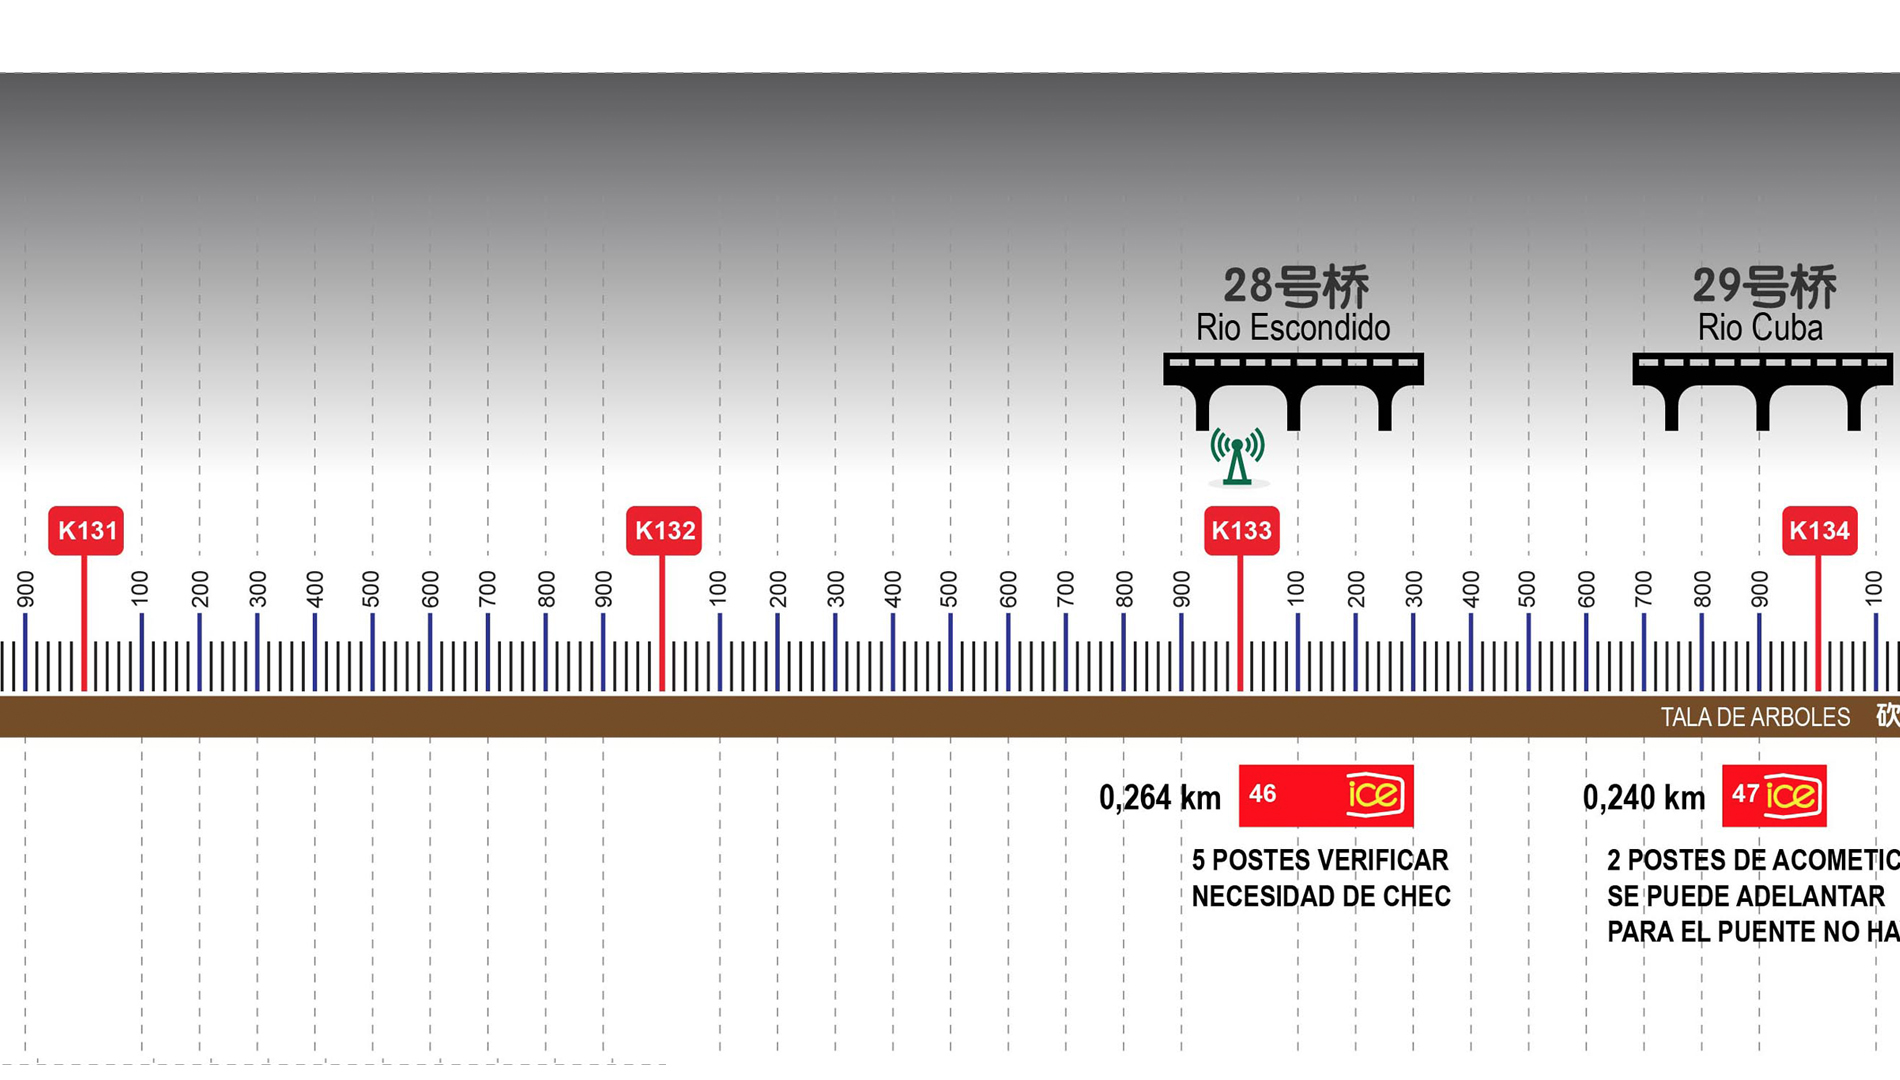 28号桥
Rio Escondido
29号桥
Rio Cuba
K131
K132
K133
K134
900 100 200 300 400 500 600 700 800 900 100 200 300 400 500 600 700 800 900 100 200 300 400 500 600 700 800 900 100
TALA DE ARBOLES 砍
0,264 km
46 ice
5 POSTES VERIFICAR
NECESIDAD DE CHEC
0,240 km
47 ice
2 POSTES DE ACOMETIC
SE PUEDE ADELANTAR
PARA EL PUENTE NO HA